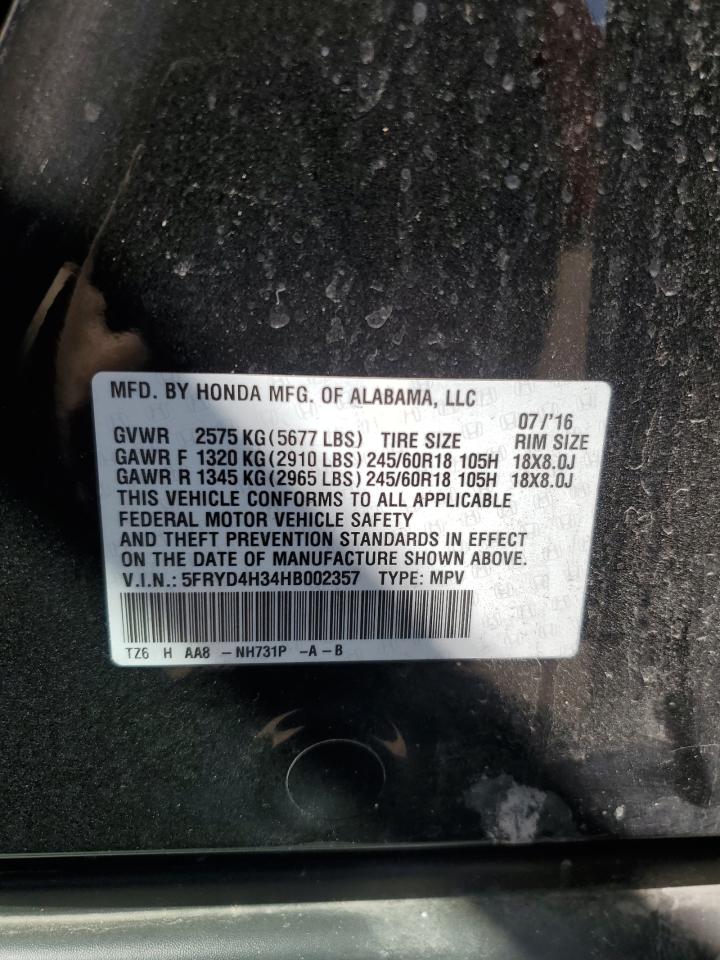 MFD. BY HONDA MFG. OF ALABAMA, LLC
07/'16
GVWR 2575 KG (5677 LBS) TIRE SIZE RIM SIZE
GAWR F 1320 KG (2910 LBS) 245/60R18 105H 18X8.0J
GAWR R 1345 KG (2965 LBS) 245/60R18 105H 18X8.0J
THIS VEHICLE CONFORMS TO ALL APPLICABLE
FEDERAL MOTOR VEHICLE SAFETY
AND THEFT PREVENTION STANDARDS IN EFFECT
ON THE DATE OF MANUFACTURE SHOWN ABOVE.
V.I.N.: 5FRYD4H34HB002357 TYPE: MPV
TZ6 H AA8 -NH731P -A-B